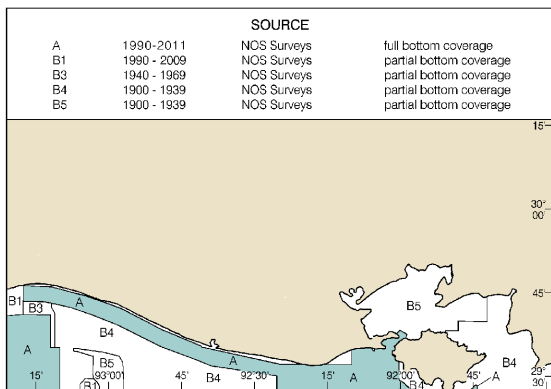 SOURCE
A 1990-2011 NOS Surveys full bottom coverage
B1 1990 - 2009 NOS Surveys partial bottom coverage
B3 1940 - 1969 NOS Surveys partial bottom coverage
B4 1900 - 1939 NOS Surveys partial bottom coverage
B5 1900 - 1939 NOS Surveys partial bottom coverage
15'
30°
00'
45'
B1
B3
A
B5
B4
B4
A
B5
A
B4
29°
15'
93°00'
45'
92°30'
15'
92°00'
45'
30'
B1
B4
A
B4
A